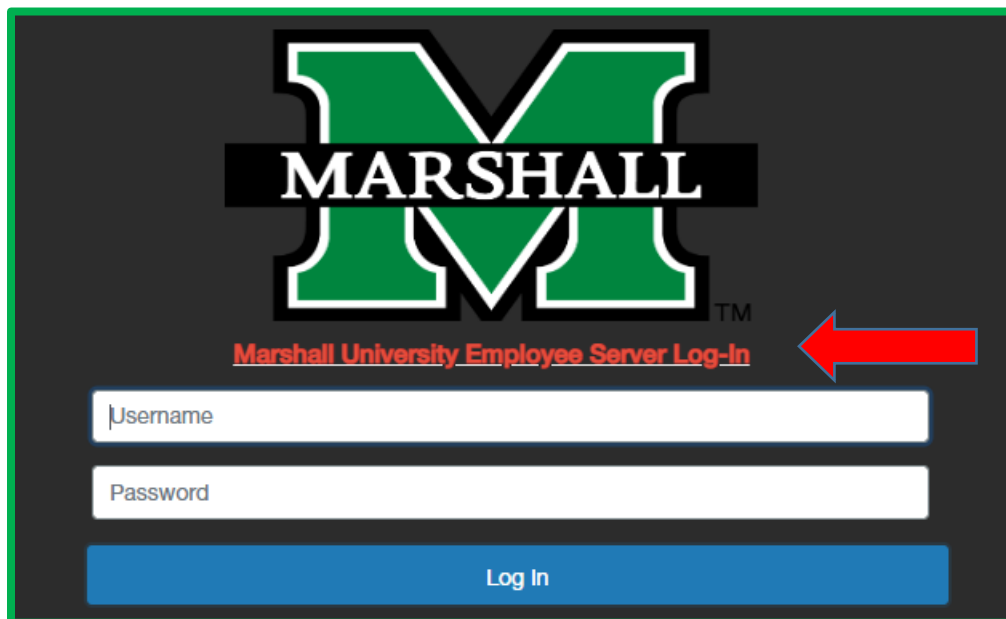 MARSHALL
TM
Marshall University Employee Server Log-In
Username
Password
Log In